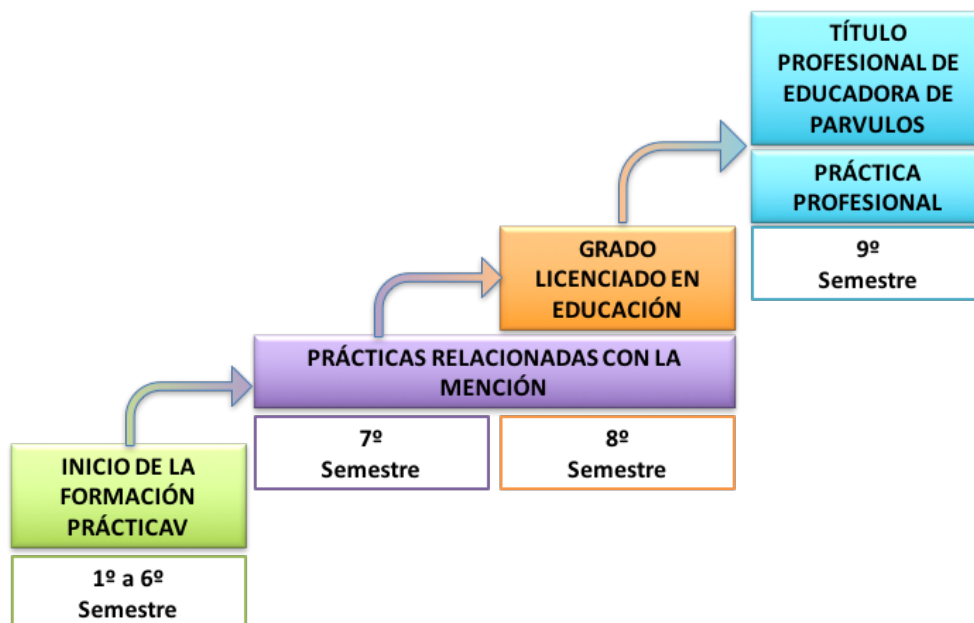 TÍTULO
PROFESIONAL DE
EDUCADORA DE
PARVULOS
PRÁCTICA
PROFESIONAL
9º
Semestre
GRADO
LICENCIADO EN
EDUCACIÓN
PRÁCTICAS RELACIONADAS CON LA
MENCIÓN
7º
Semestre
8º
Semestre
INICIO DE LA
FORMACIÓN
PRÁCTICAV
1º a 6º
Semestre